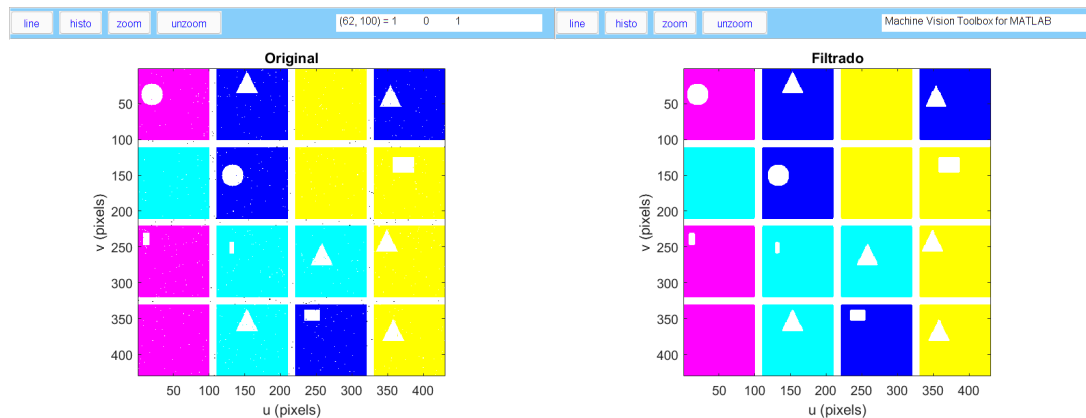 line histo zoom unzoom (62, 100) = 1 0 1
line histo zoom unzoom Machine Vision Toolbox for MATLAB
Original
v (pixels)
50
100
150
200
250
300
350
400
50 100 150 200 250 300 350 400
u (pixels)
Filtrado
v (pixels)
50
100
150
200
250
300
350
400
50 100 150 200 250 300 350 400
u (pixels)